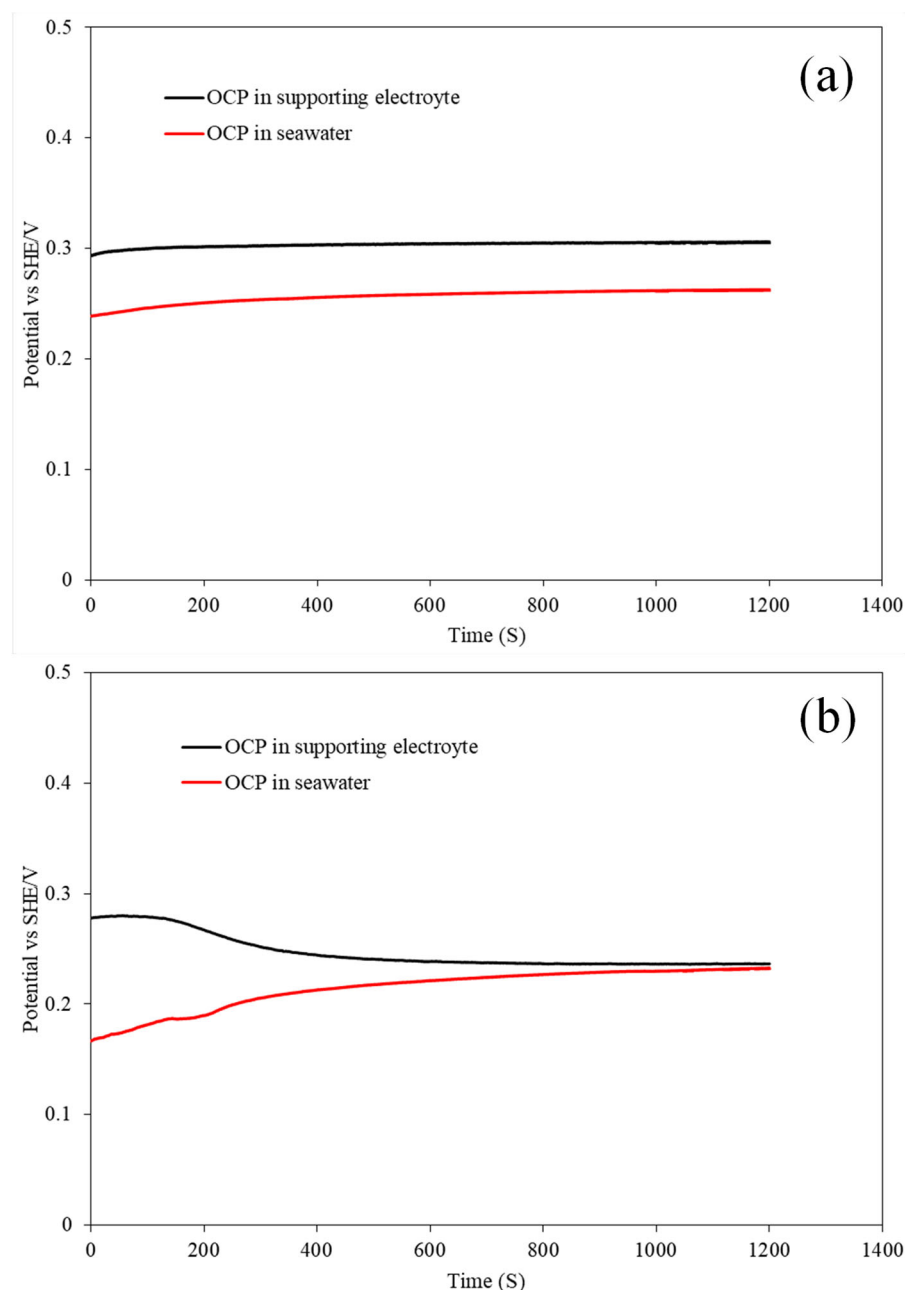 (a)
OCP in supporting electroyte
OCP in seawater
Potential vs SHE/V
0.5
0.4
0.3
0.2
0.1
0
0 200 400 600 800 1000 1200 1400
Time (S)
(b)
OCP in supporting electroyte
OCP in seawater
Potential vs SHE/V
0.5
0.4
0.3
0.2
0.1
0
0 200 400 600 800 1000 1200 1400
Time (S)